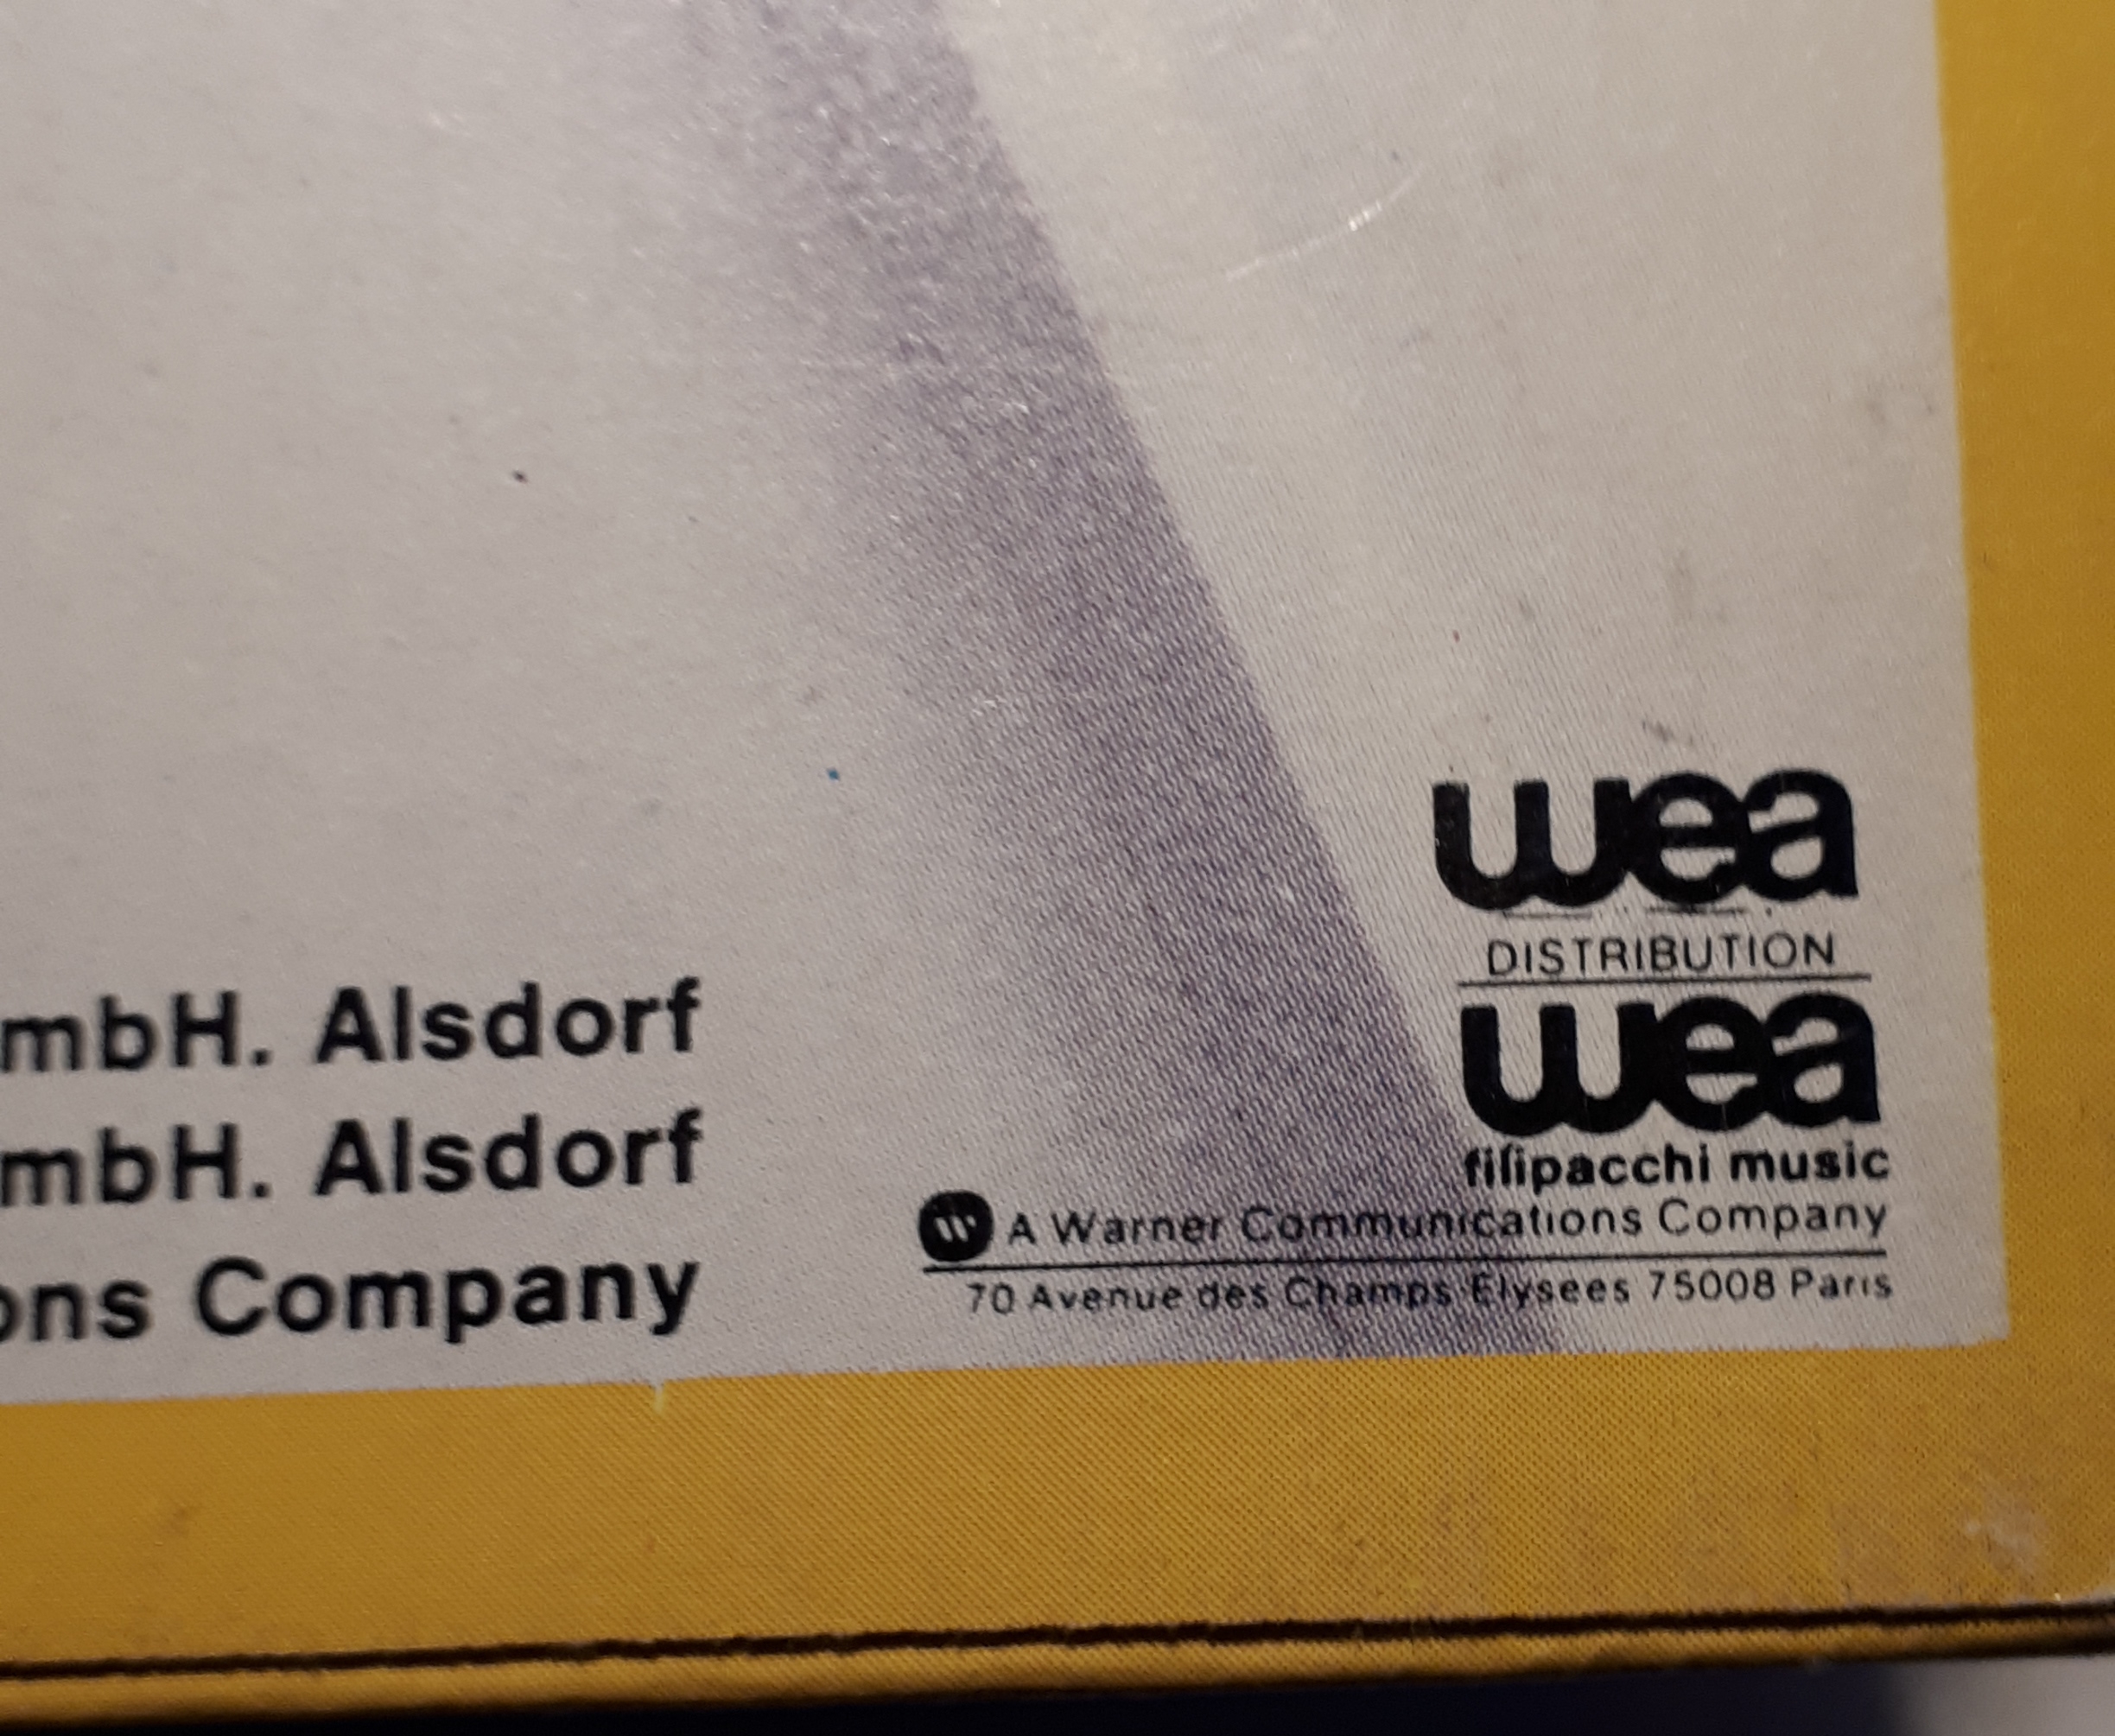 wea
DISTRIBUTION
wea
filipacchi music
W A Warner Communications Company
70 Avenue des Champs Elysees 75008 Paris
mbH. Alsdorf
mbH. Alsdorf
ons Company